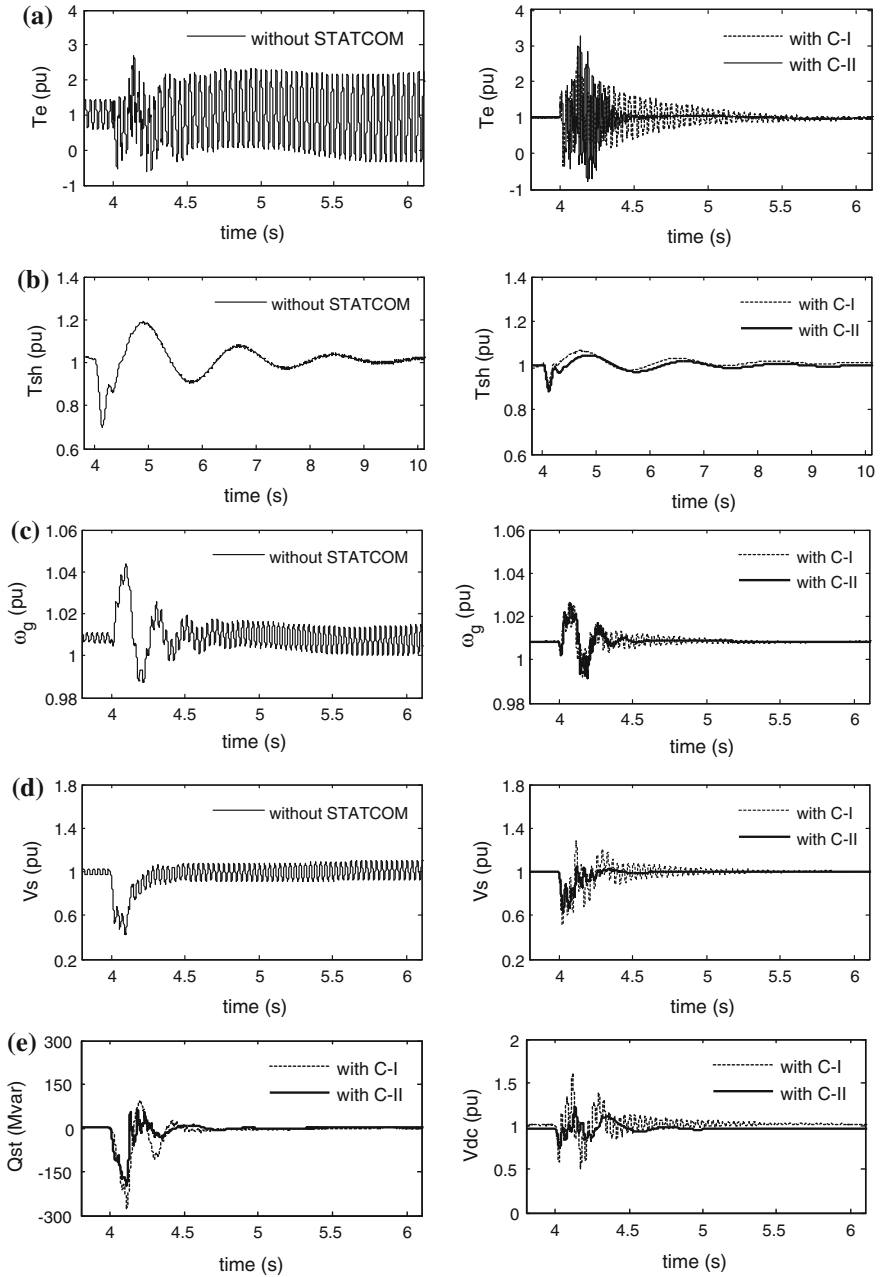 (a)
4
3
2
1
0
-1
Te (pu)
without STATCOM
4
4.5
5
5.5
6
time (s)
4
3
2
1
0
-1
Te (pu)
with C-I
with C-II
4
4.5
5
5.5
6
time (s)
(b)
1.4
1.2
1.0
0.8
0.6
Tsh (pu)
without STATCOM
4
5
6
7
8
9
10
time (s)
1.4
1.2
1.0
0.8
0.6
Tsh (pu)
with C-I
with C-II
4
5
6
7
8
9
10
time (s)
(c)
1.06
1.04
1.02
1
0.98
ωg (pu)
without STATCOM
4
4.5
5
5.5
6
time (s)
1.06
1.04
1.02
1
0.98
ωg (pu)
with C-I
with C-II
4
4.5
5
5.5
6
time (s)
(d)
1.8
1.4
1
0.6
0.2
Vs (pu)
without STATCOM
4
4.5
5
5.5
6
time (s)
1.8
1.4
1
0.6
0.2
Vs (pu)
with C-I
with C-II
4
4.5
5
5.5
6
time (s)
(e)
300
150
0
-150
-300
Qst (Mvar)
with C-I
with C-II
4
4.5
5
5.5
6
time (s)
2
1.5
1
0.5
0
Vdc (pu)
with C-I
with C-II
4
4.5
5
5.5
6
time (s)